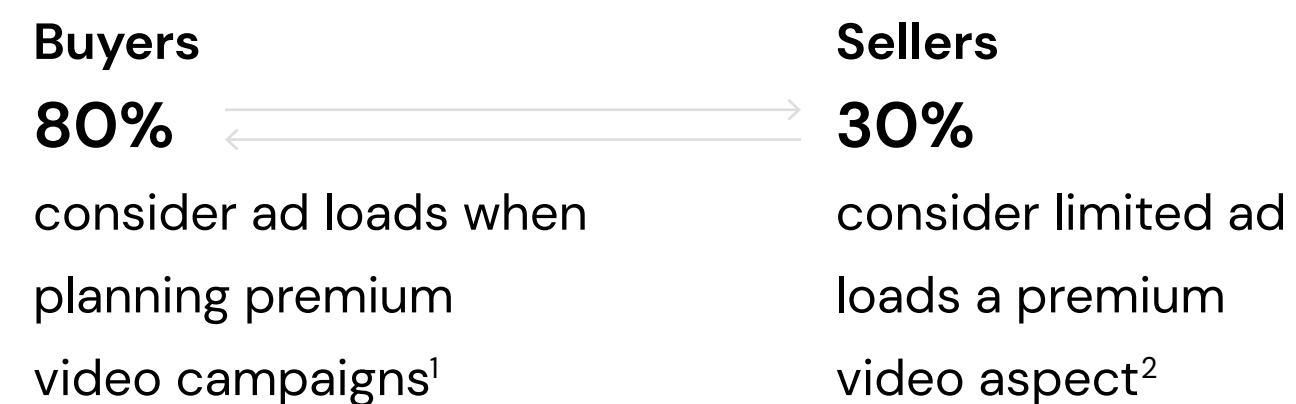 Buyers
80%
consider ad loads when
planning premium
video campaigns¹
Sellers
30%
consider limited ad
loads a premium
video aspect²